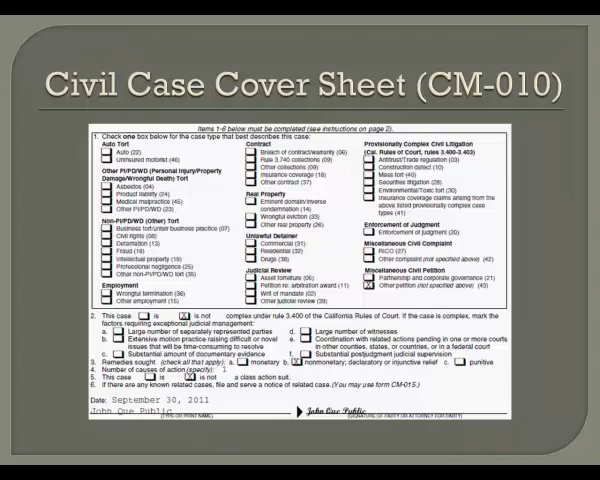 Civil Case Cover Sheet (CM-010)
Items 1-6 below must be completed (see instructions on page 2).
1. Check one box below for the case type that best describes this case:
Auto Tort
Auto (22)
Uninsured motorist (46)
Other PI/PD/WD (Personal Injury/Property
Damage/Wrongful Death) Tort
Asbestos (04)
Product liability (24)
Medical malpractice (45)
Other PI/PD/WD (23)
Non-PI/PD/WD (Other) Tort
Business tort/unfair business practice (07)
Civil rights (08)
Defamation (13)
Fraud (16)
Intellectual property (19)
Professional negligence (25)
Other non-PI/PD/WD tort (35)
Employment
Wrongful termination (36)
Other employment (15)
Contract
Breach of contract/warranty (06)
Rule 3.740 collections (09)
Other collections (09)
Insurance coverage (18)
Other contract (37)
Real Property
Eminent domain/Inverse
condemnation (14)
Wrongful eviction (33)
Other real property (26)
Unlawful Detainer
Commercial (31)
Residential (32)
Drugs (38)
Judicial Review
Asset forfeiture (05)
Petition re: arbitration award (11)
Writ of mandate (02)
Other judicial review (39)
Provisionally Complex Civil Litigation
(Cal. Rules of Court, rules 3.400-3.403)
Antitrust/Trade regulation (03)
Construction defect (10)
Mass tort (40)
Securities litigation (28)
Environmental/Toxic tort (30)
Insurance coverage claims arising from the
above listed provisionally complex case
types (41)
Enforcement of Judgment
Enforcement of judgment (20)
Miscellaneous Civil Complaint
RICO (27)
Other complaint (not specified above) (42)
Miscellaneous Civil Petition
Partnership and corporate governance (21)
X Other petition (not specified above) (43)
2. This case is X is not complex under rule 3.400 of the California Rules of Court. If the case is complex, mark the
factors requiring exceptional judicial management:
a. Large number of separately represented parties
b. Extensive motion practice raising difficult or novel
issues that will be time-consuming to resolve
c. Substantial amount of documentary evidence
d. Large number of witnesses
e. Coordination with related actions pending in one or more courts
in other counties, states, or countries, or in a federal court
f. Substantial postjudgment judicial supervision
3. Remedies sought (check all that apply): a. monetary b. X nonmonetary; declaratory or injunctive relief c. punitive
4. Number of causes of action (specify): 1
5. This case is X is not a class action suit.
6. If there are any known related cases, file and serve a notice of related case. (You may use form CM-015.)
Date: September 30, 2011
John Que Public John Que Public
(TYPE OR PRINT NAME) (SIGNATURE OF PARTY OR ATTORNEY FOR PARTY)